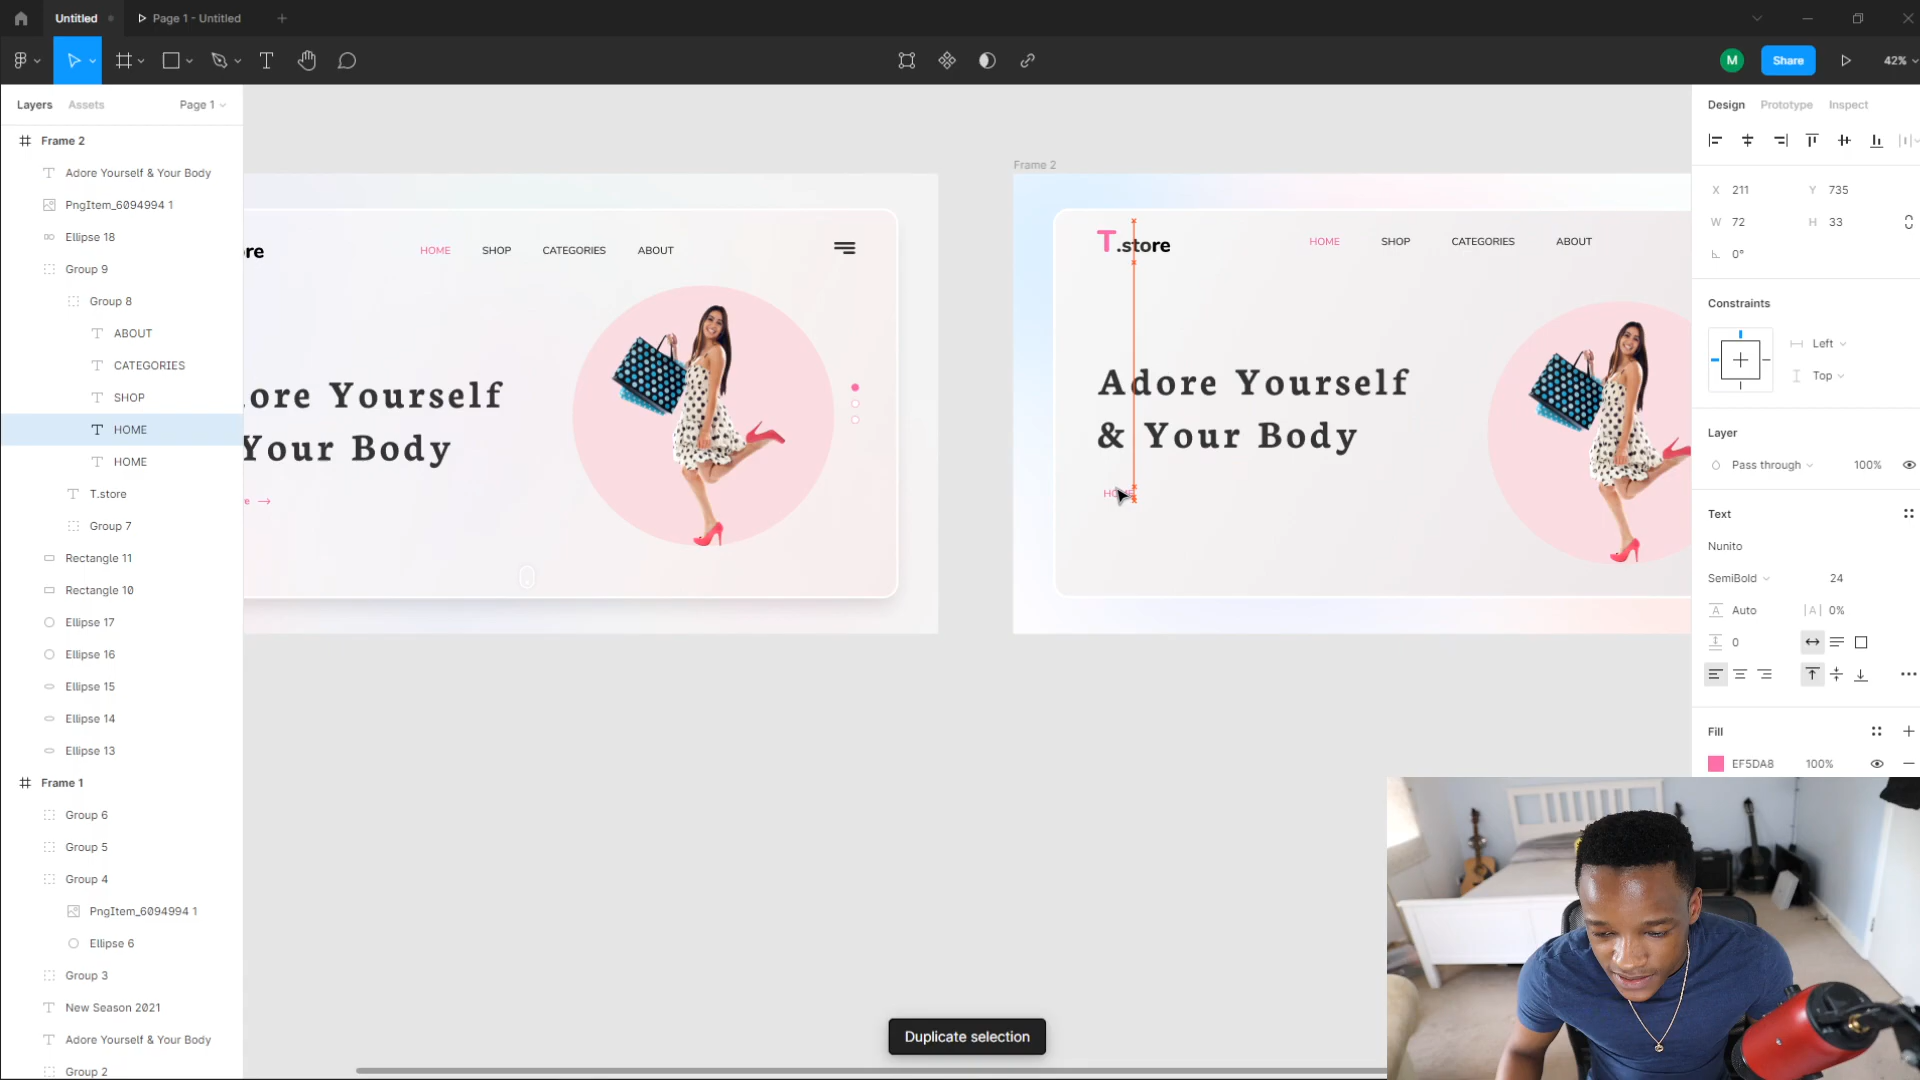 Untitled
Page 1 - Untitled
M
Share
42%
Layers
Assets
Page 1
Frame 2
Adore Yourself & Your Body
PngItem_6094994 1
Ellipse 18
Group 9
Group 8
ABOUT
CATEGORIES
SHOP
HOME
HOME
T.store
Group 7
Rectangle 11
Rectangle 10
Ellipse 17
Ellipse 16
Ellipse 15
Ellipse 14
Ellipse 13
Frame 1
Group 6
Group 5
Group 4
PngItem_6094994 1
Ellipse 6
Group 3
New Season 2021
Adore Yourself & Your Body
Group 2
re
HOME
SHOP
CATEGORIES
ABOUT
ore Yourself
Your Body
e
Frame 2
T.store
HOME
SHOP
CATEGORIES
ABOUT
Adore Yourself
& Your Body
HOME
Duplicate selection
Design
Prototype
Inspect
X 211
Y 735
W 72
H 33
0°
Constraints
Left
Top
Layer
Pass through
100%
Text
Nunito
SemiBold
24
Auto
0%
0
Fill
EF5DA8
100%